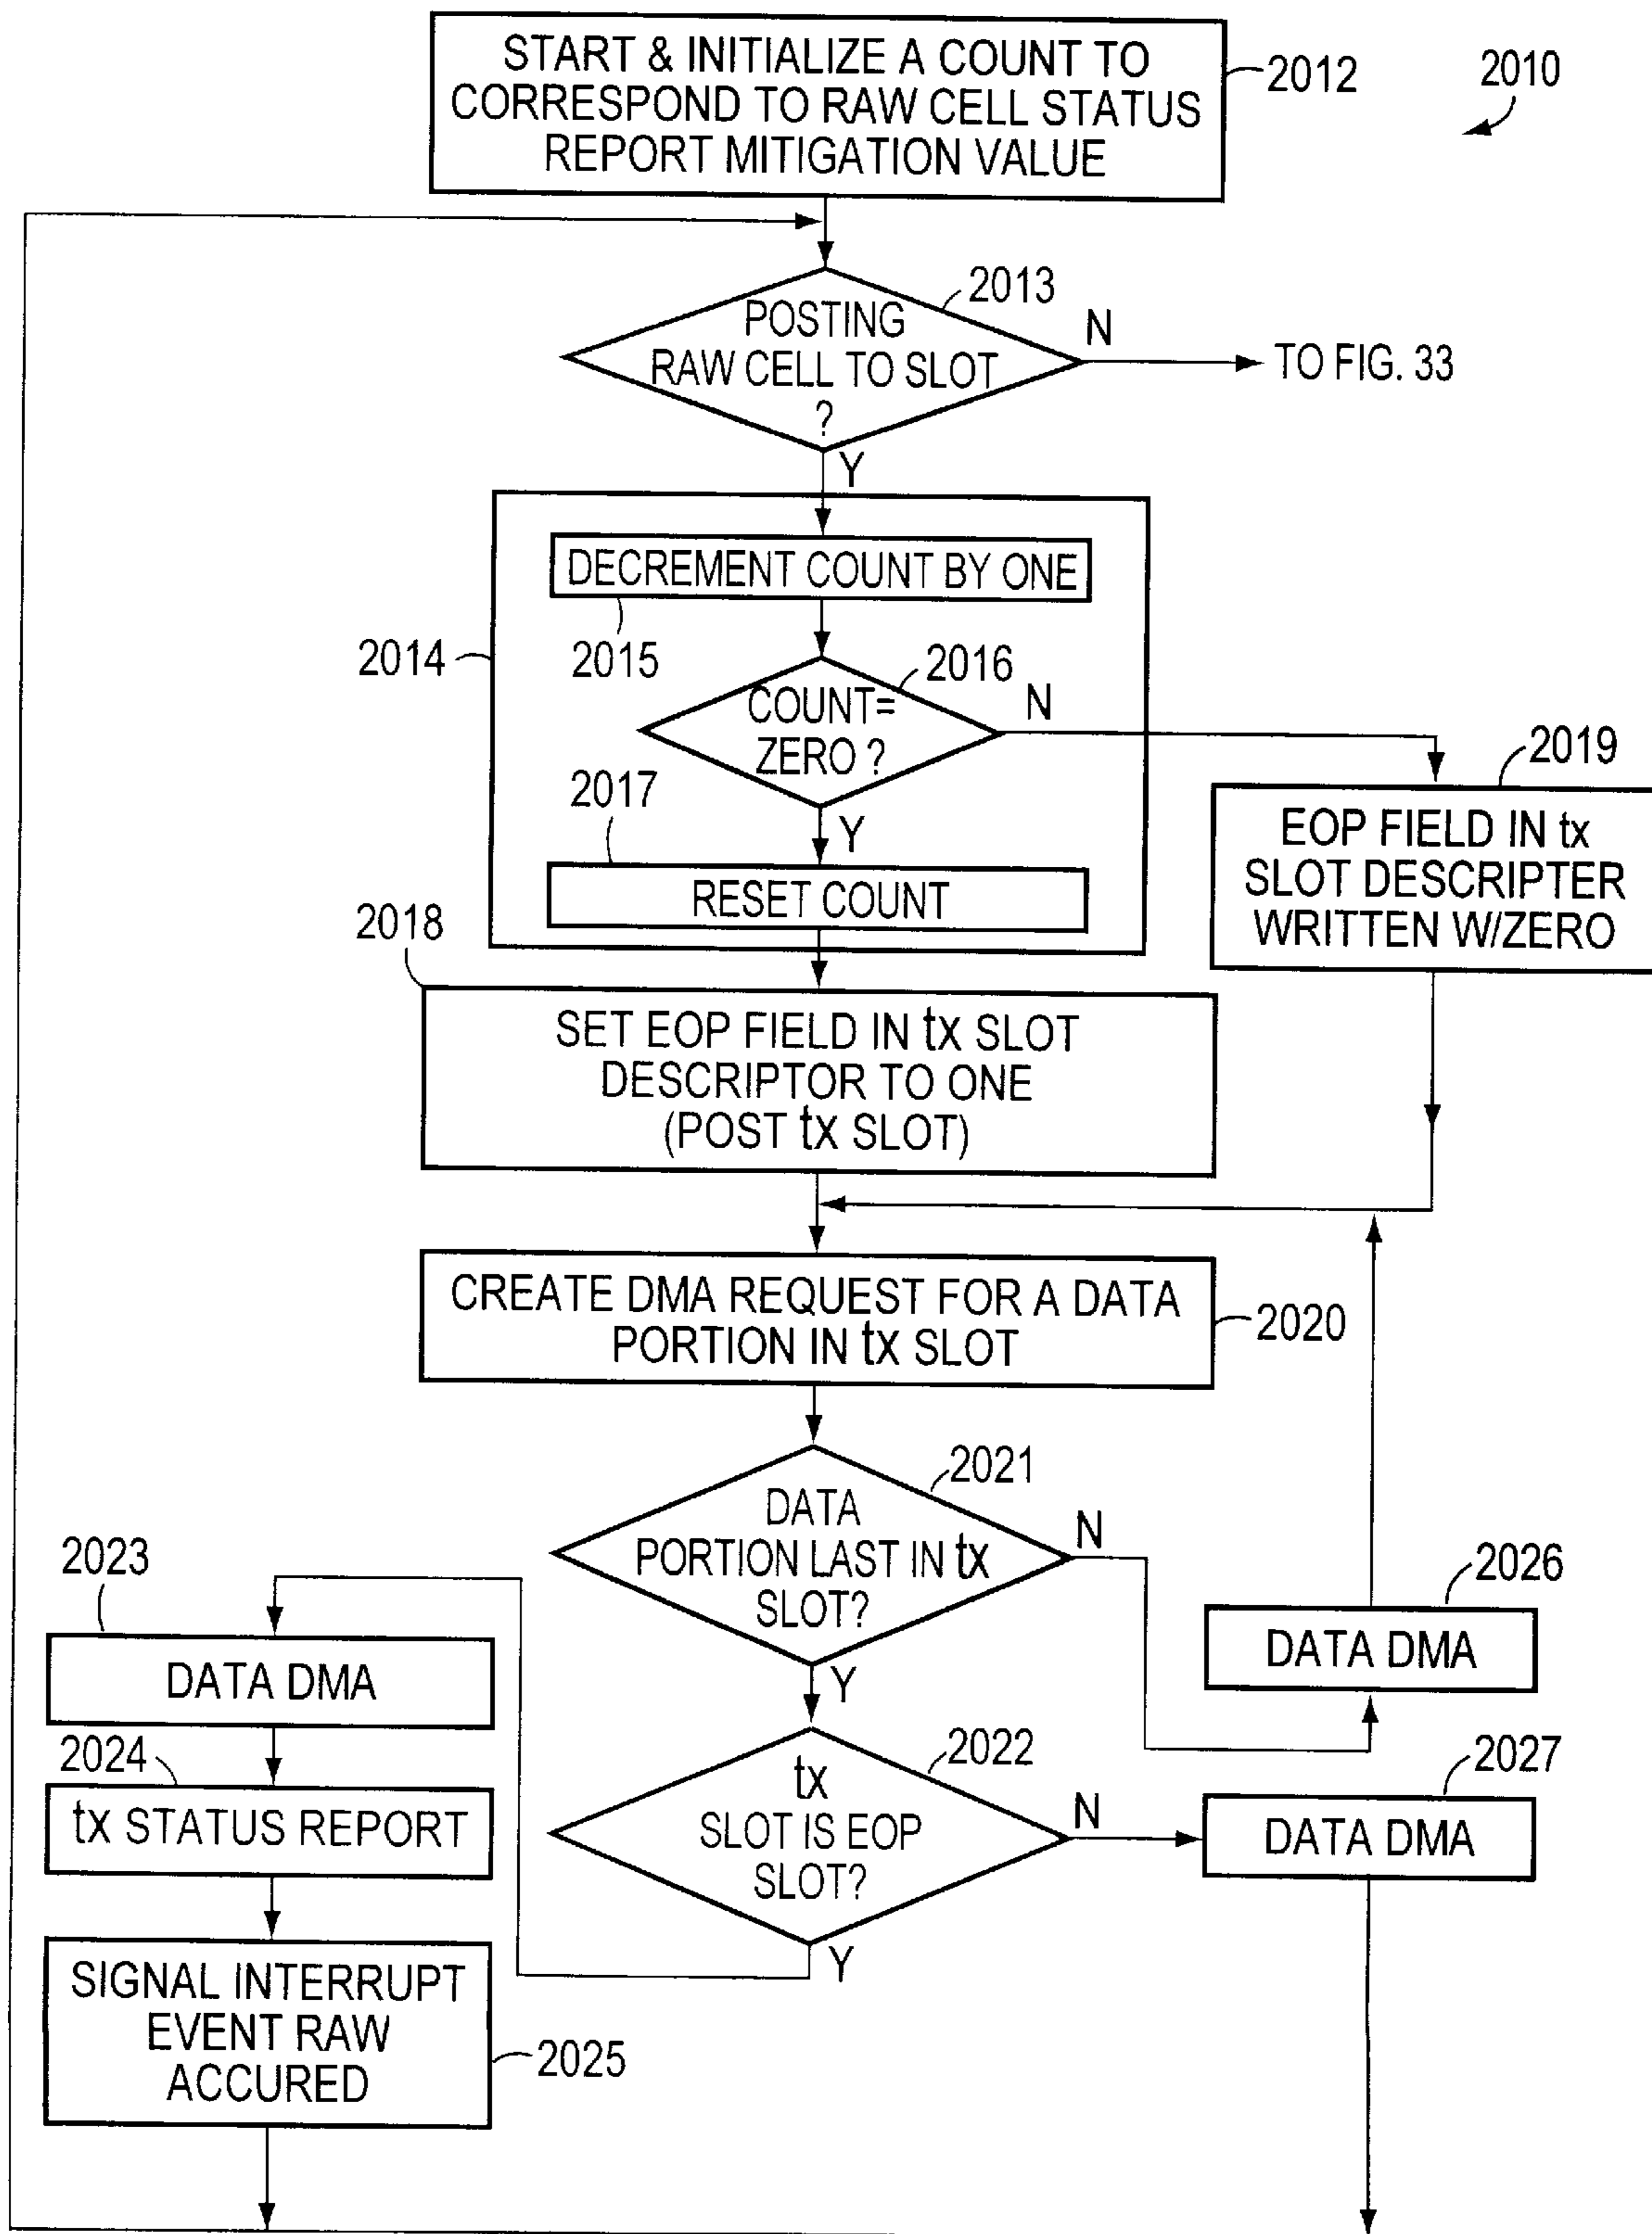 START & INITIALIZE A COUNT TO
CORRESPOND TO RAW CELL STATUS
REPORT MITIGATION VALUE
2012
2010
2013
POSTING
RAW CELL TO SLOT
?
N
TO FIG. 33
Y
DECREMENT COUNT BY ONE
2014
2015
2016
COUNT=
ZERO ?
N
2017
Y
RESET COUNT
2019
EOP FIELD IN tx
SLOT DESCRIPTER
WRITTEN W/ZERO
2018
SET EOP FIELD IN tx SLOT
DESCRIPTOR TO ONE
(POST tx SLOT)
CREATE DMA REQUEST FOR A DATA
PORTION IN tx SLOT
2020
2021
DATA
PORTION LAST IN tx
SLOT?
N
Y
2023
DATA DMA
2026
DATA DMA
2024
tx STATUS REPORT
2022
tx
SLOT IS EOP
SLOT?
N
Y
2027
DATA DMA
SIGNAL INTERRUPT
EVENT RAW
ACCURED
2025